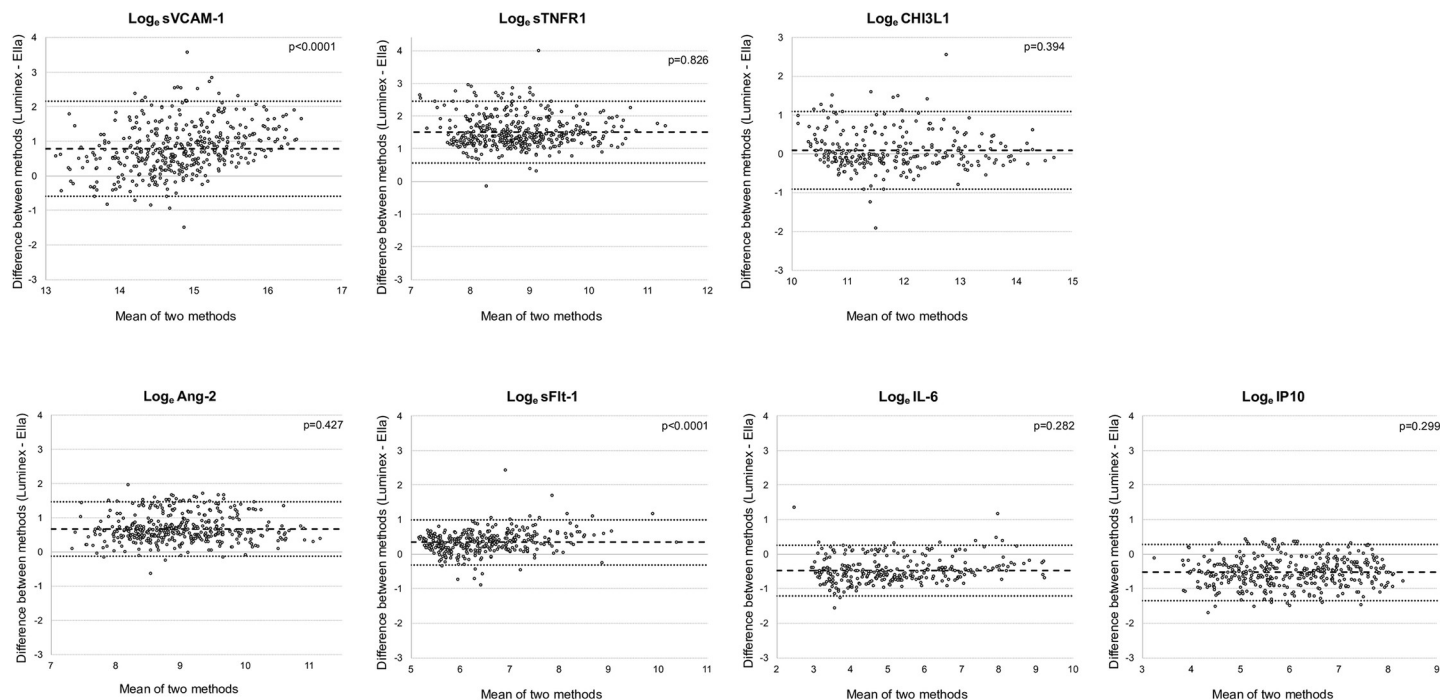 Logₑ sVCAM-1
p<0.0001
Difference between methods (Luminex - Ella)
4
3
2
1
0
-1
-2
-3
13 14 15 16 17
Mean of two methods
Logₑ sTNFR1
p=0.826
Difference between methods (Luminex - Ella)
4
3
2
1
0
-1
-2
-3
7 8 9 10 11 12
Mean of two methods
Logₑ CHI3L1
p=0.394
Difference between methods (Luminex - Ella)
3
2
1
0
-1
-2
-3
10 11 12 13 14 15
Mean of two methods
Logₑ Ang-2
p=0.427
Difference between methods (Luminex - Ella)
4
3
2
1
0
-1
-2
-3
7 8 9 10 11
Mean of two methods
Logₑ sFlt-1
p<0.0001
Difference between methods (Luminex - Ella)
4
3
2
1
0
-1
-2
-3
5 6 7 8 9 10 11
Mean of two methods
Logₑ IL-6
p=0.282
Difference between methods (Luminex - Ella)
4
3
2
1
0
-1
-2
-3
2 3 4 5 6 7 8 9 10
Mean of two methods
Logₑ IP10
p=0.299
Difference between methods (Luminex - Ella)
4
3
2
1
0
-1
-2
-3
3 4 5 6 7 8 9
Mean of two methods